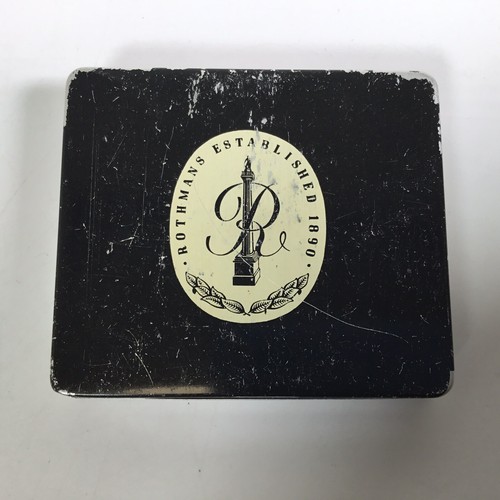 · ROTHMANS ESTABLISHED 1890 ·
R